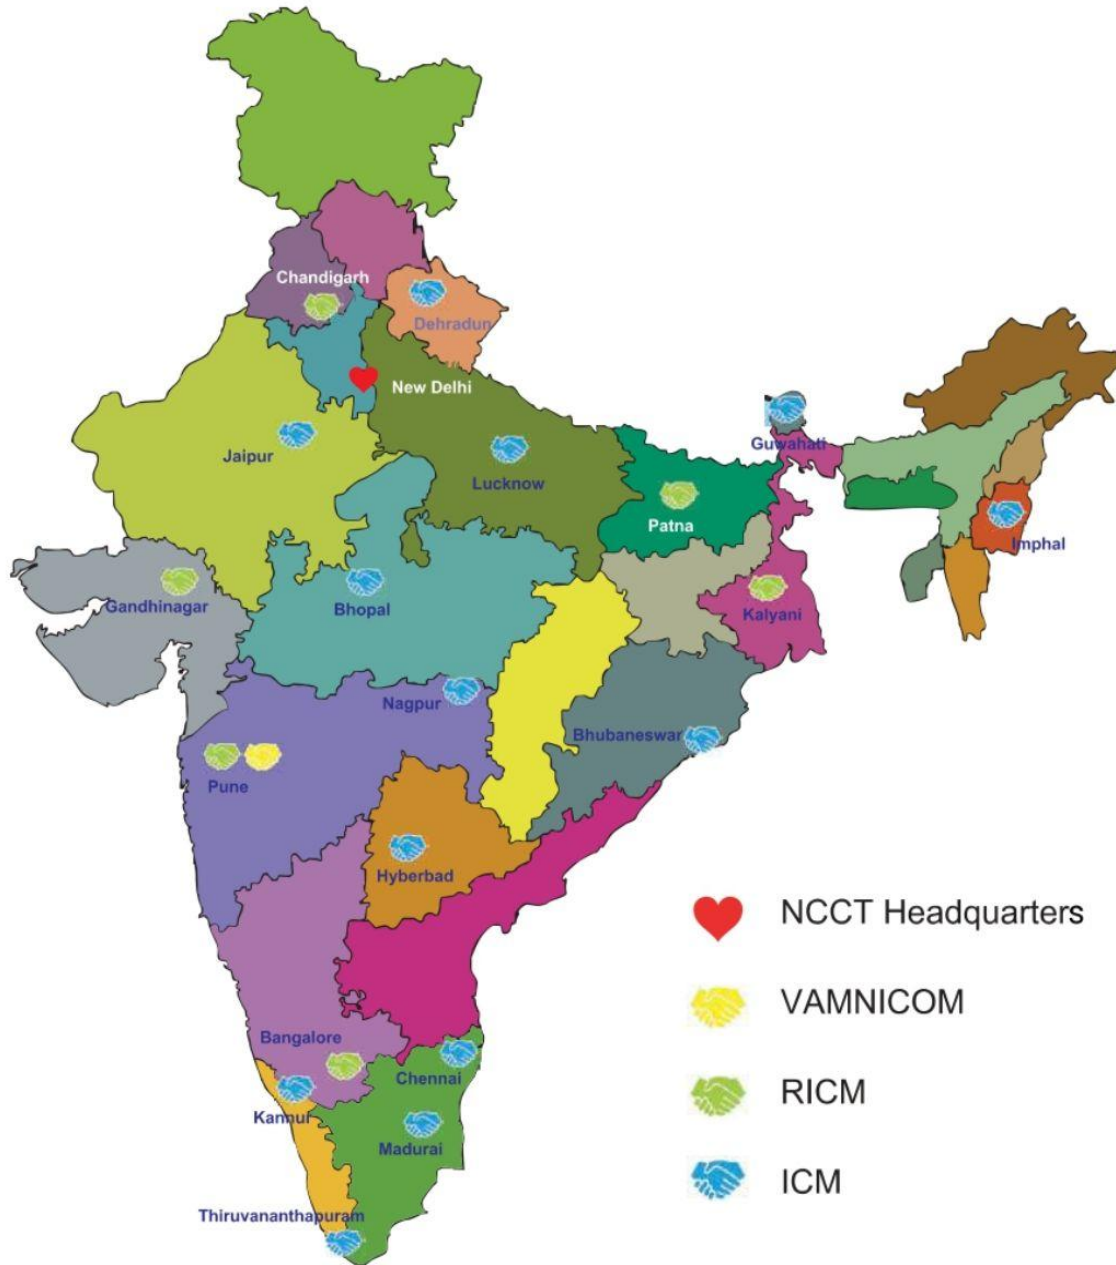 Chandigarh
Dehradun
New Delhi
Guwahati
Jaipur
Lucknow
Patna
Imphal
Gandhinagar
Bhopal
Kalyani
Nagpur
Bhubaneswar
Pune
Hyberbad
NCCT Headquarters
VAMNICOM
Bangalore
Chennai
RICM
Kannul
Madurai
ICM
Thiruvananthapuram